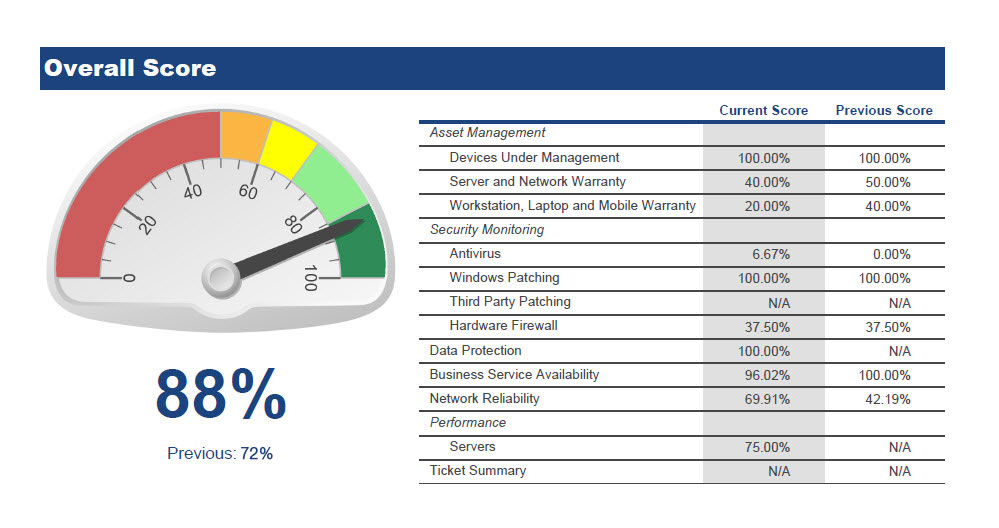 Overall Score
0
20
40
60
80
100
88%
Previous: 72%
Current Score Previous Score
Asset Management
Devices Under Management 100.00% 100.00%
Server and Network Warranty 40.00% 50.00%
Workstation, Laptop and Mobile Warranty 20.00% 40.00%
Security Monitoring
Antivirus 6.67% 0.00%
Windows Patching 100.00% 100.00%
Third Party Patching N/A N/A
Hardware Firewall 37.50% 37.50%
Data Protection 100.00% N/A
Business Service Availability 96.02% 100.00%
Network Reliability 69.91% 42.19%
Performance
Servers 75.00% N/A
Ticket Summary N/A N/A